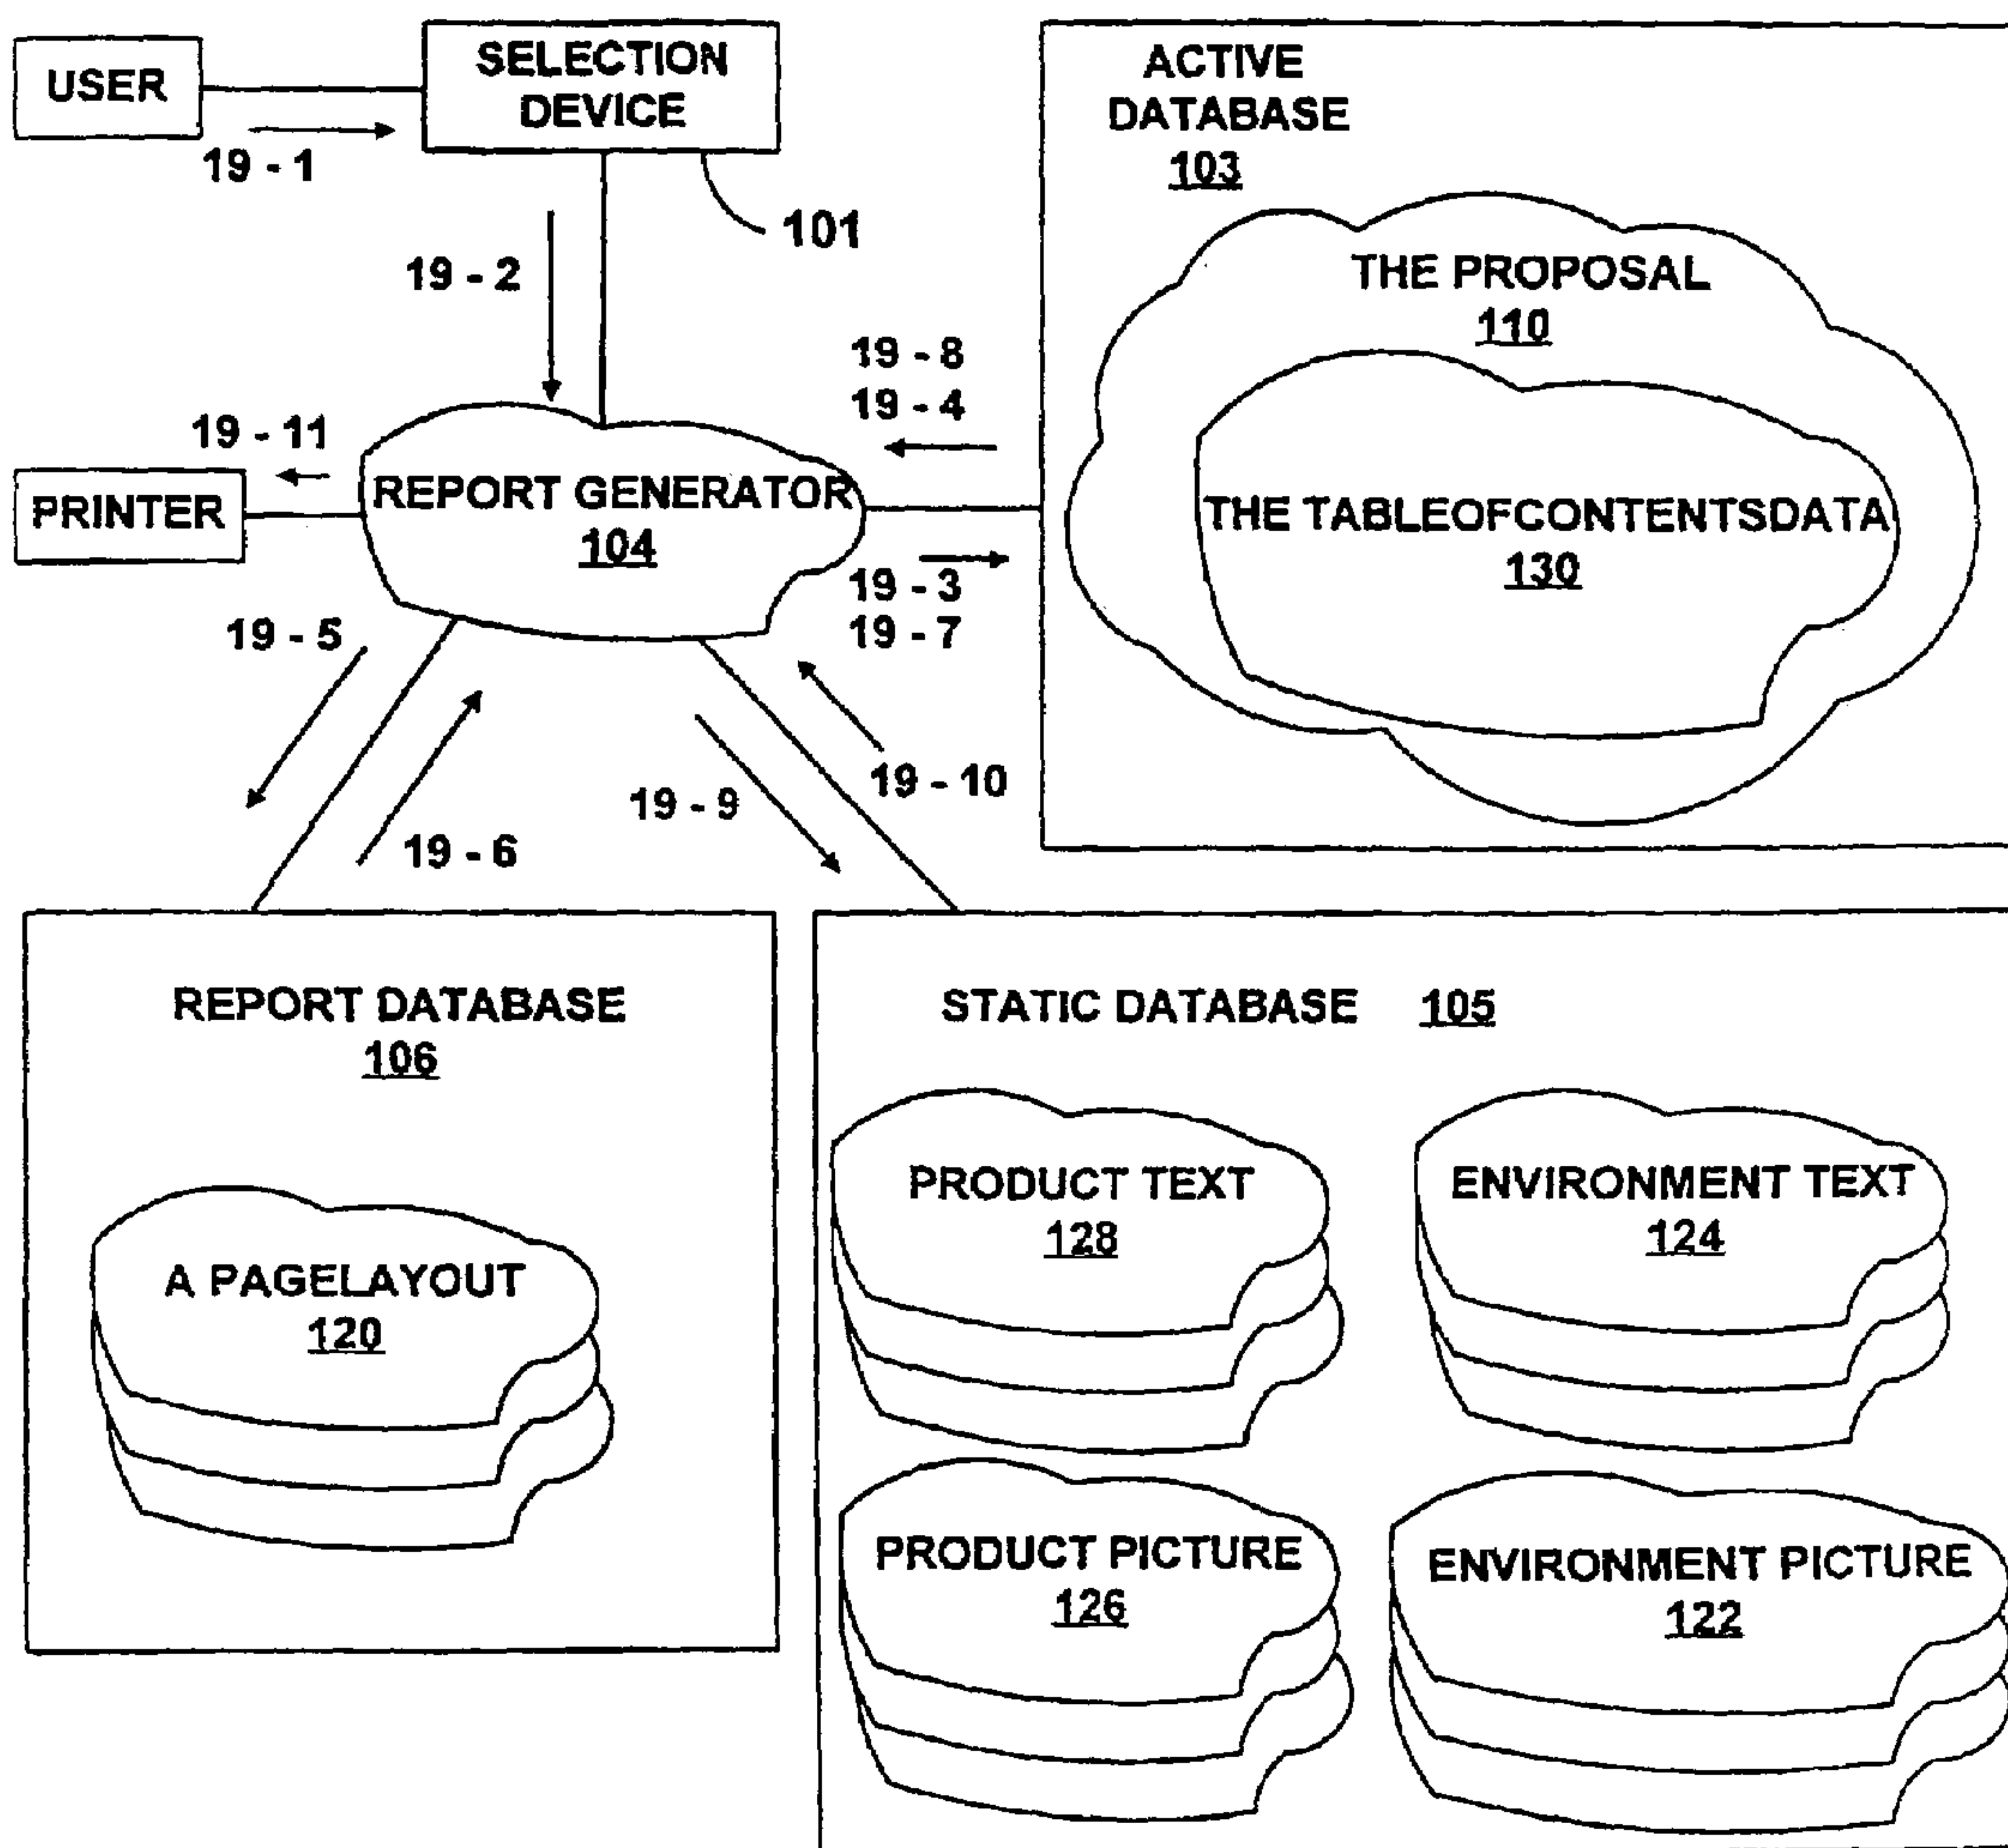 USER
SELECTION
DEVICE
19 - 1
101
19 - 2
ACTIVE
DATABASE
103
THE PROPOSAL
110
THE TABLEOFCONTENTSDATA
130
19 - 8
19 - 4
19 - 11
PRINTER
REPORT GENERATOR
104
19 - 3
19 - 7
19 - 5
19 - 6
19 - 9
19 - 10
REPORT DATABASE
106
A PAGELAYOUT
120
STATIC DATABASE 105
PRODUCT TEXT
128
ENVIRONMENT TEXT
124
PRODUCT PICTURE
126
ENVIRONMENT PICTURE
122